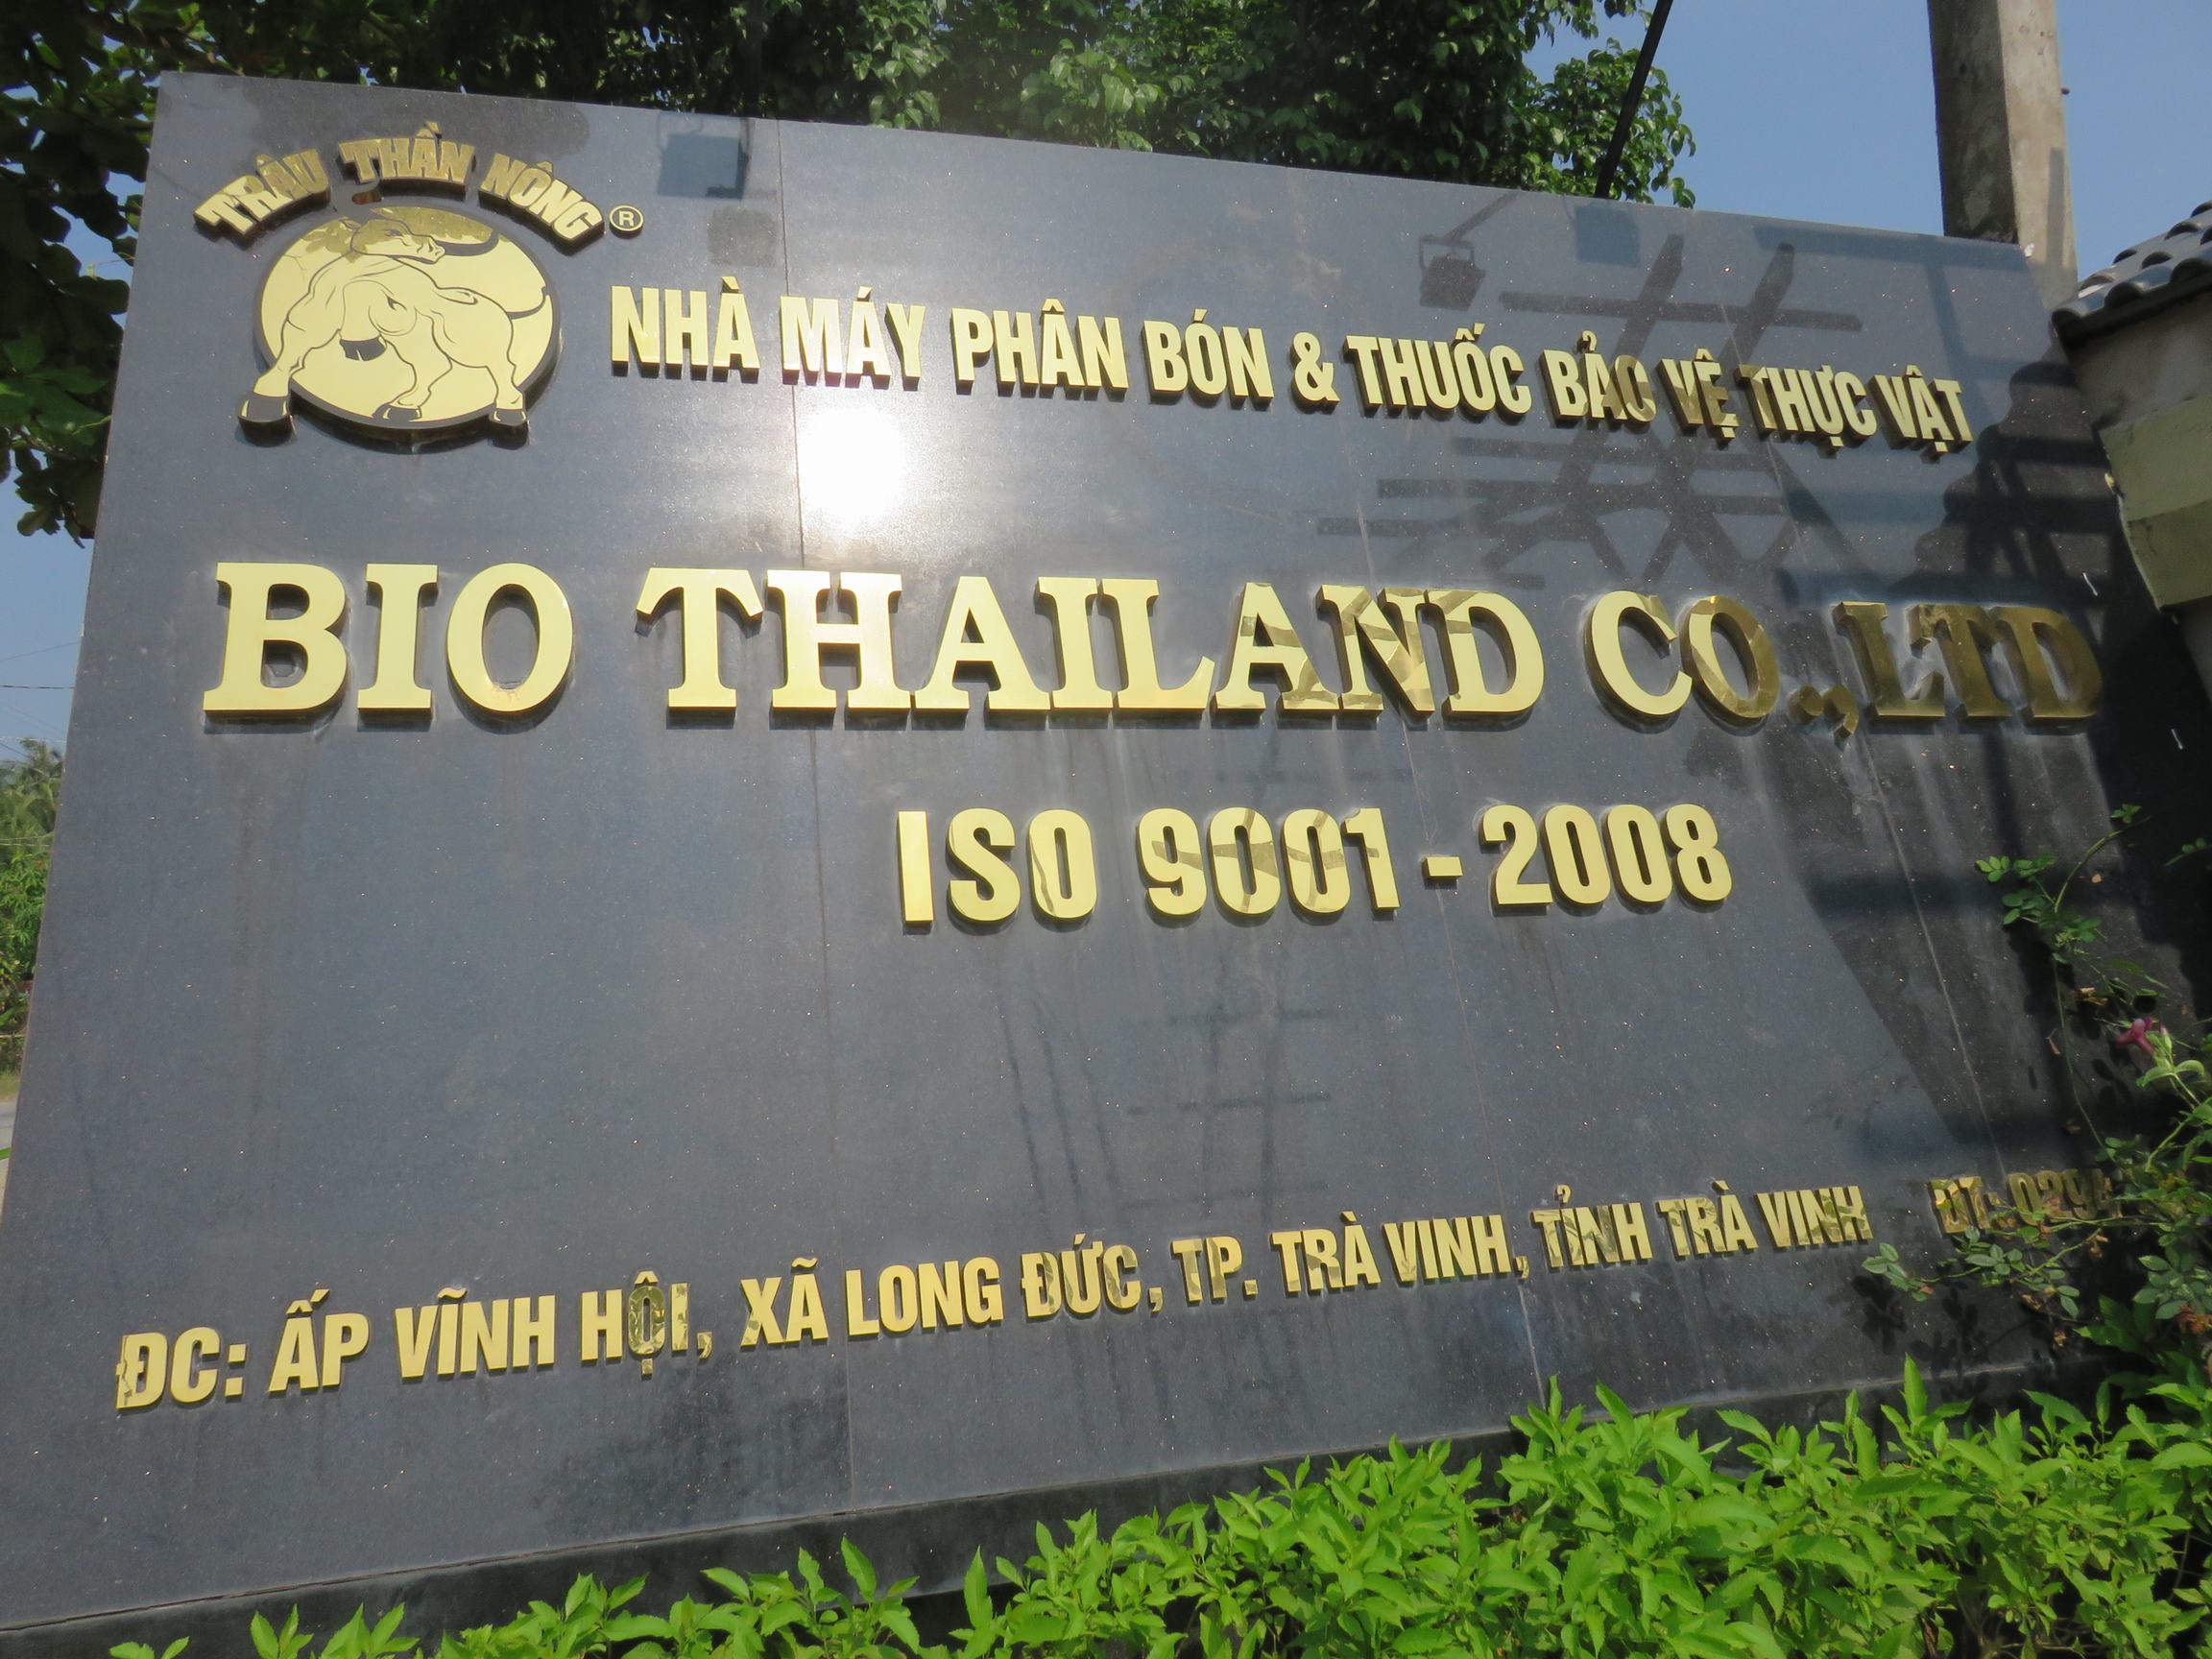 TRÂU THẦN NÔNG ®
NHÀ MÁY PHÂN BÓN & THUỐC BẢO VỆ THỰC VẬT
BIO THAILAND CO.,LTD
ISO 9001 - 2008
ĐC: ẤP VĨNH HỘI, XÃ LONG ĐỨC, TP. TRÀ VINH, TỈNH TRÀ VINH ĐT: